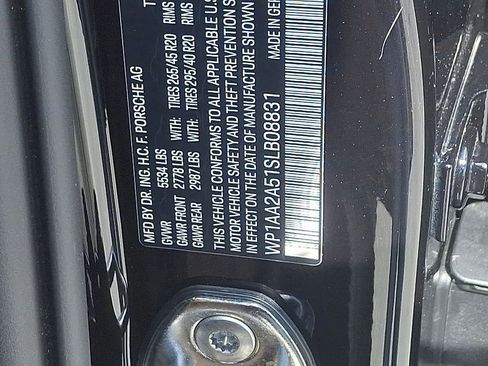 MFD BY DR. ING. H.C. F. PORSCHE AG T
GVWR 5534 LBS
GAWR FRONT 2778 LBS WITH: TIRES 265/45 R20 RIMS
GAWR REAR 2987 LBS WITH: TIRES 295/40 R20 RIMS
THIS VEHICLE CONFORMS TO ALL APPLICABLE U.S
MOTOR VEHICLE SAFETY AND THEFT PREVENTION S
IN EFFECT ON THE DATE OF MANUFACTURE SHOWN
WP1AA2A51SLB08831 MADE IN GER